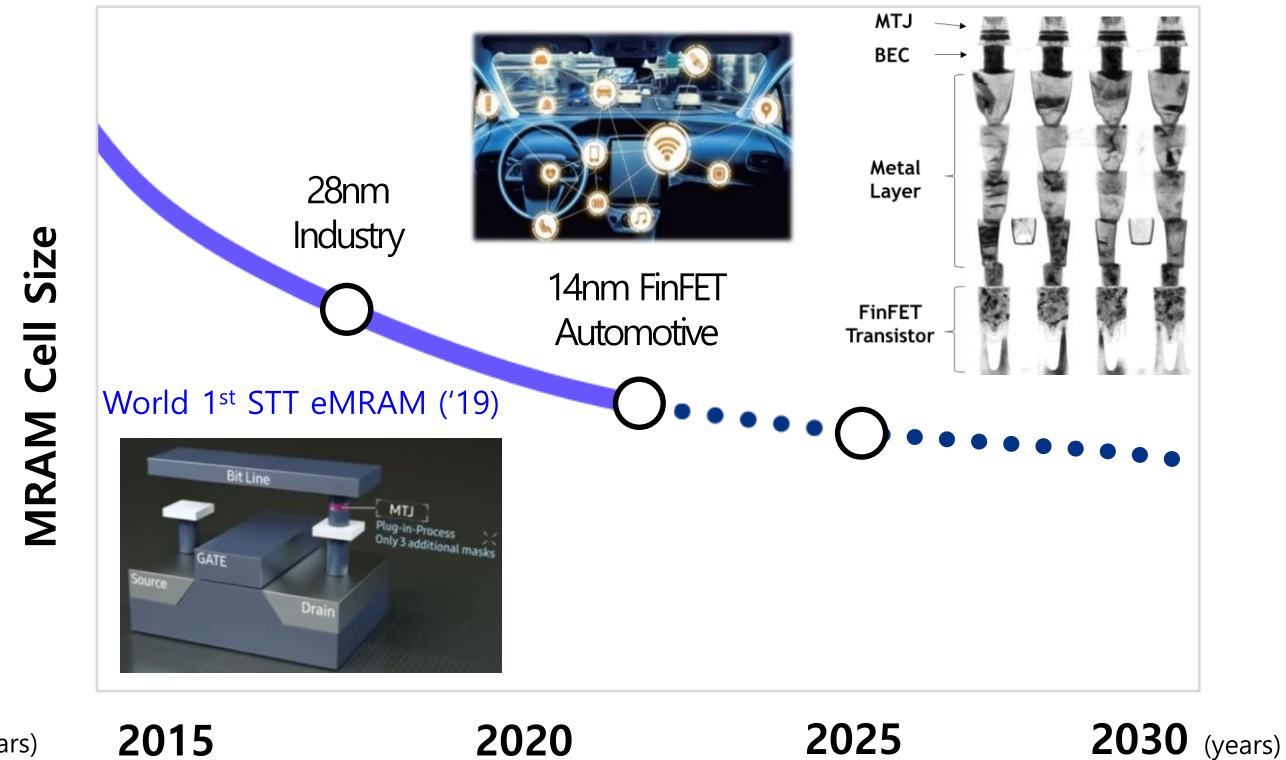 MTJ
BEC
Metal
Layer
FinFET
Transistor
28nm
Industry
14nm FinFET
Automotive
MRAM Cell Size
World 1st STT eMRAM (‘19)
Bit Line
MTJ
Plug-in-Process
Only 3 additional masks
GATE
Source
Drain
ars)
2015
2020
2025
2030
(years)